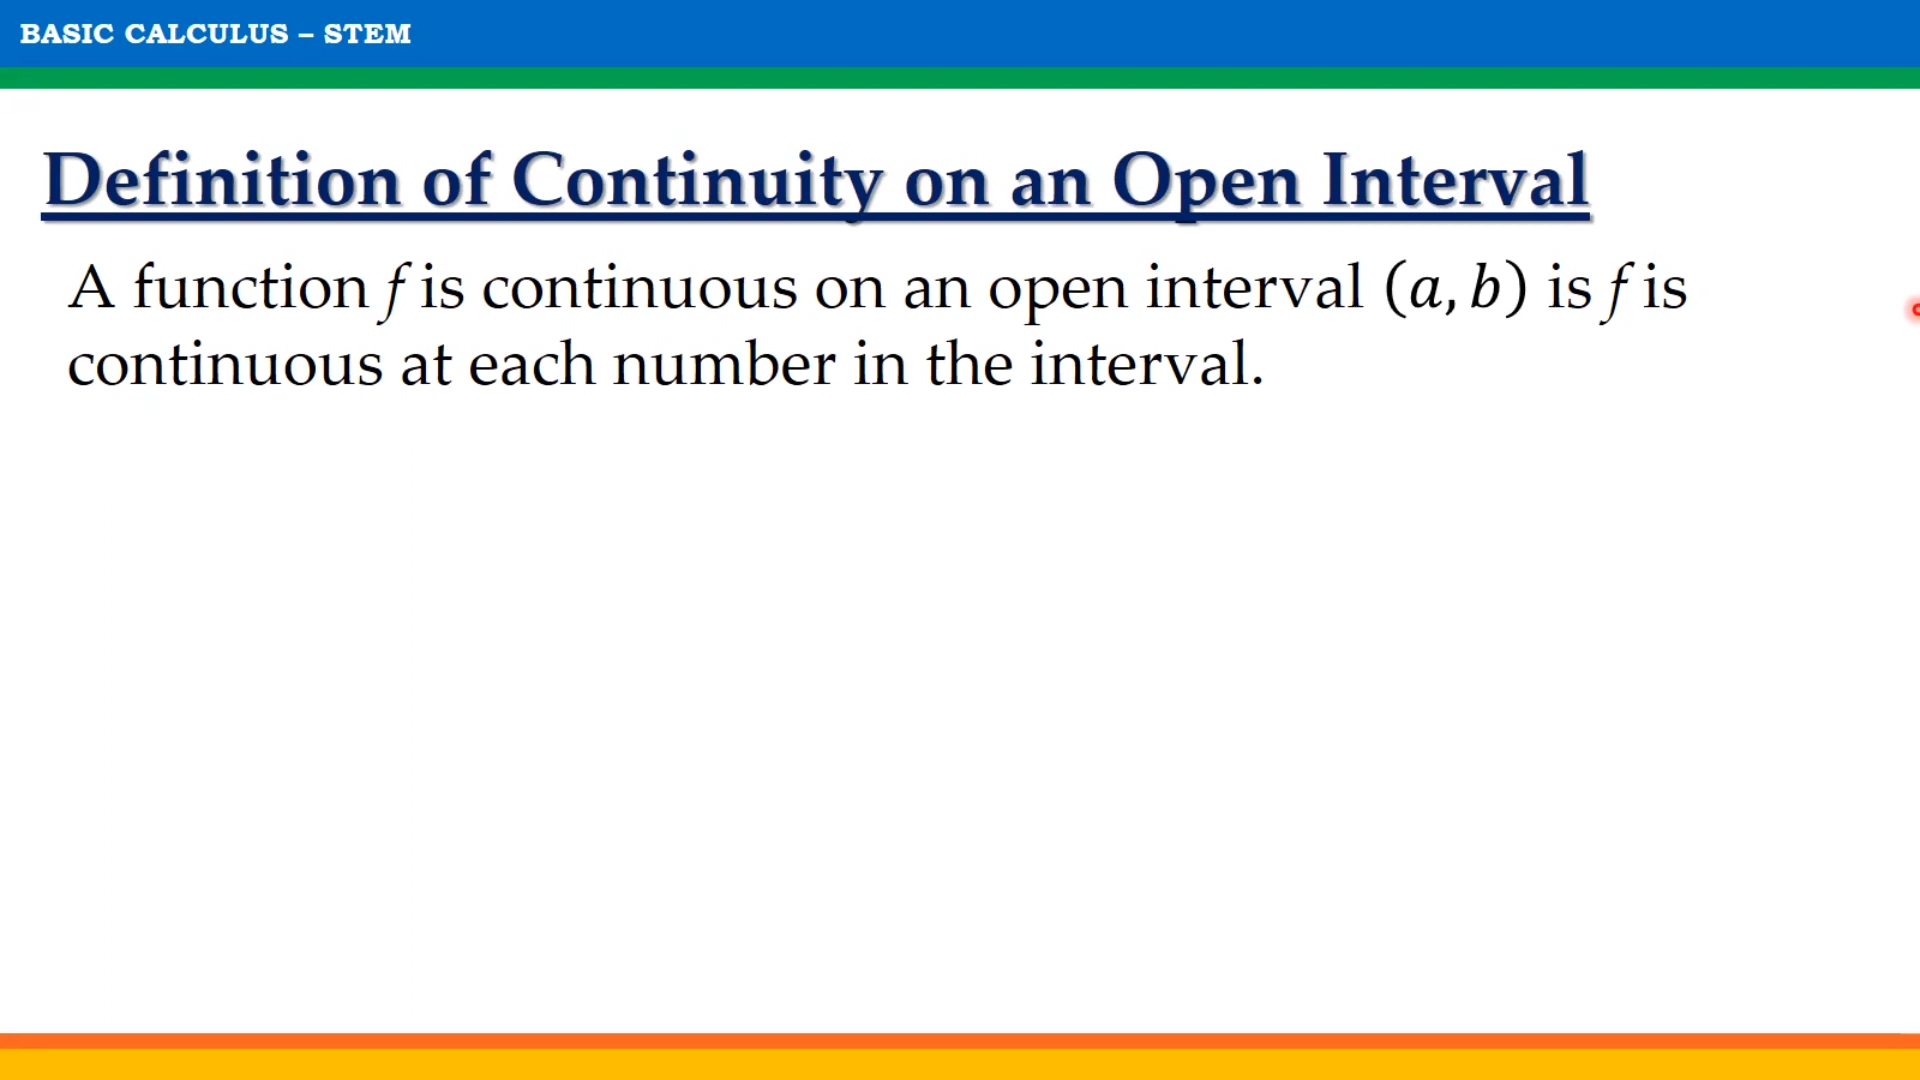 BASIC CALCULUS – STEM
Definition of Continuity on an Open Interval
A function f is continuous on an open interval (a, b) is f is
continuous at each number in the interval.